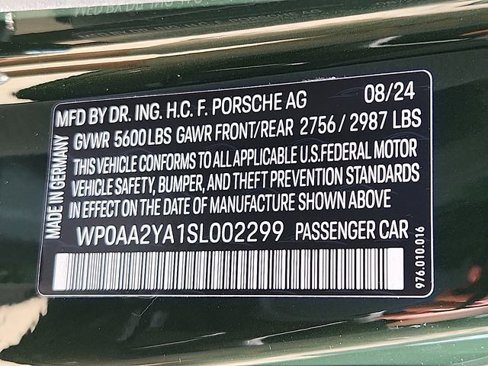 MFD BY DR. ING. H.C. F. PORSCHE AG 08/24
GVWR 5600 LBS GAWR FRONT/REAR 2756 / 2987 LBS
THIS VEHICLE CONFORMS TO ALL APPLICABLE U.S.FEDERAL MOTOR
VEHICLE SAFETY, BUMPER, AND THEFT PREVENTION STANDARDS
IN EFFECT ON THE DATE OF MANUFACTURE SHOWN ABOVE
WP0AA2YA1SL002299 PASSENGER CAR
MADE IN GERMANY
976.010.016